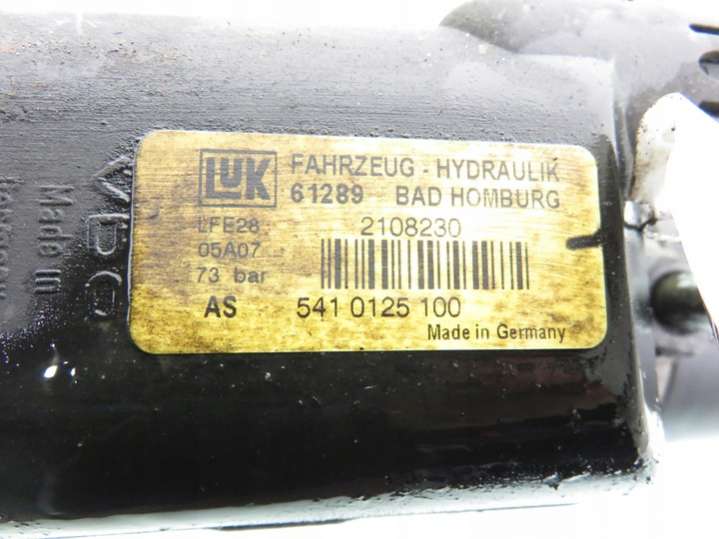 LUK FAHRZEUG - HYDRAULIK
61289 BAD HOMBURG
LFE28 2108230
05A07
73 bar
AS 541 0125 100
Made in Germany
Made in